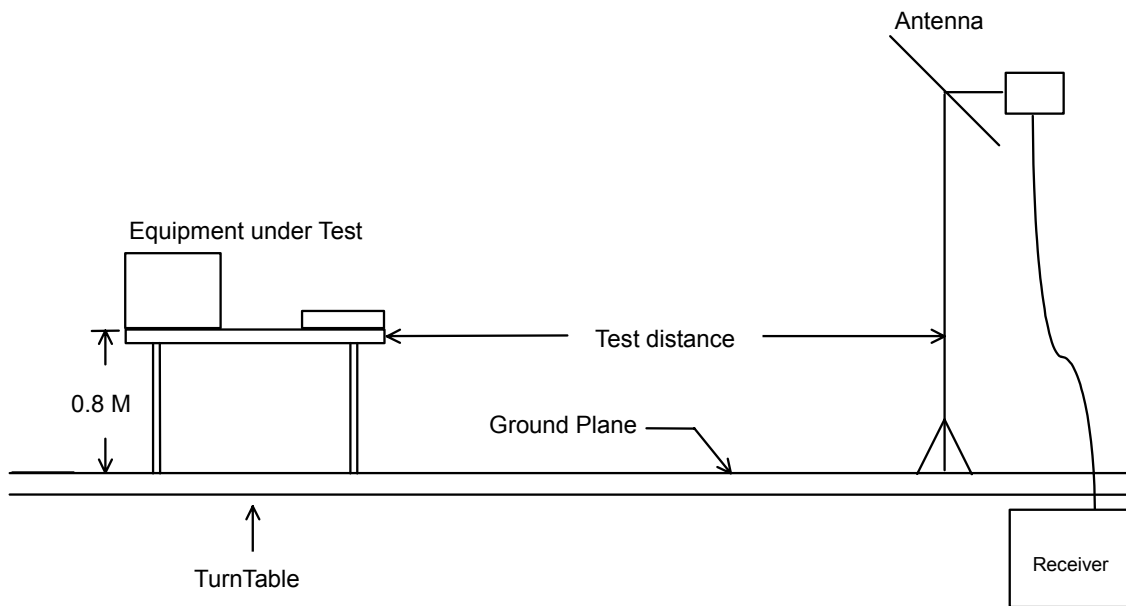 Antenna
Equipment under Test
Test distance
0.8 M
Ground Plane
TurnTable
Receiver